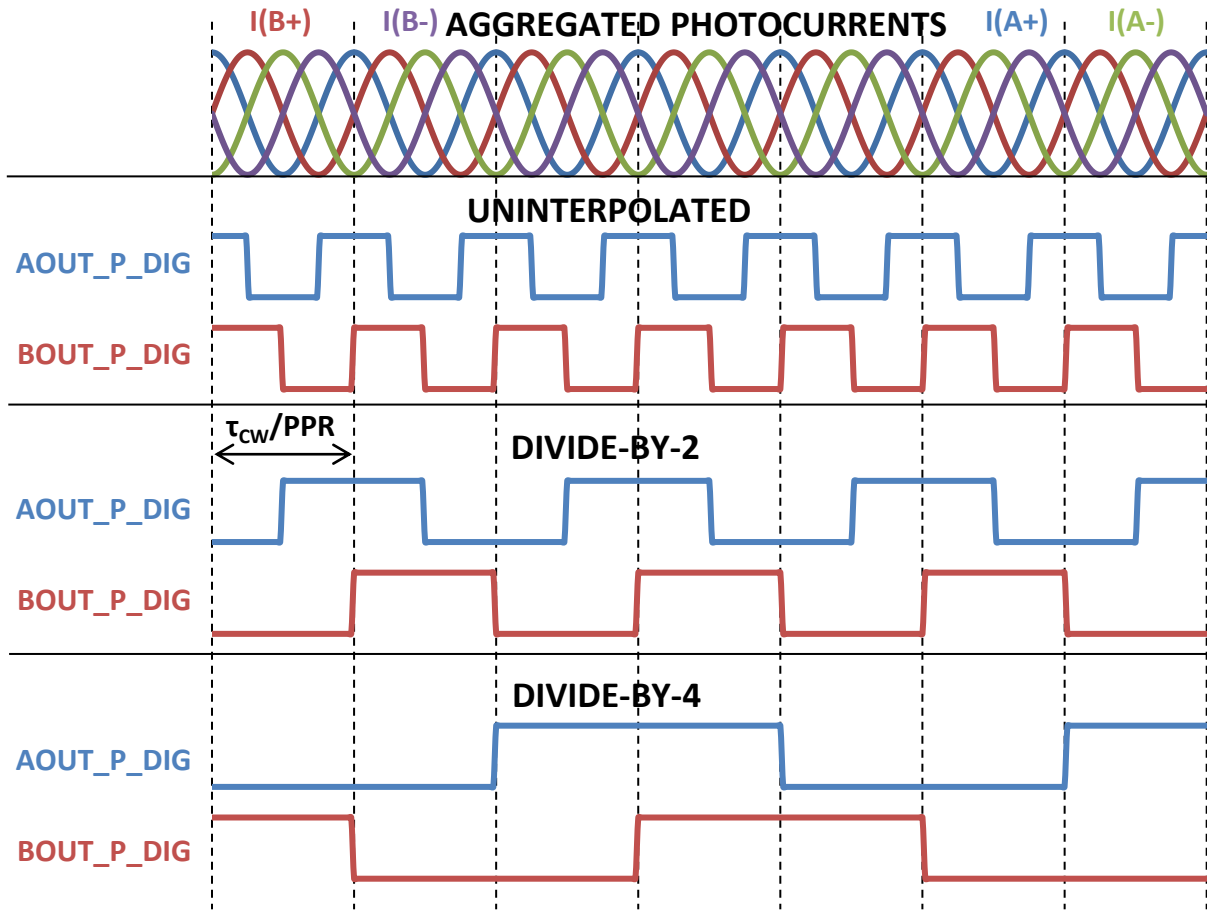 I(B+) I(B-) AGGREGATED PHOTOCURRENTS I(A+) I(A-)
UNINTERPOLATED
AOUT_P_DIG
BOUT_P_DIG
τCW/PPR
DIVIDE-BY-2
AOUT_P_DIG
BOUT_P_DIG
DIVIDE-BY-4
AOUT_P_DIG
BOUT_P_DIG